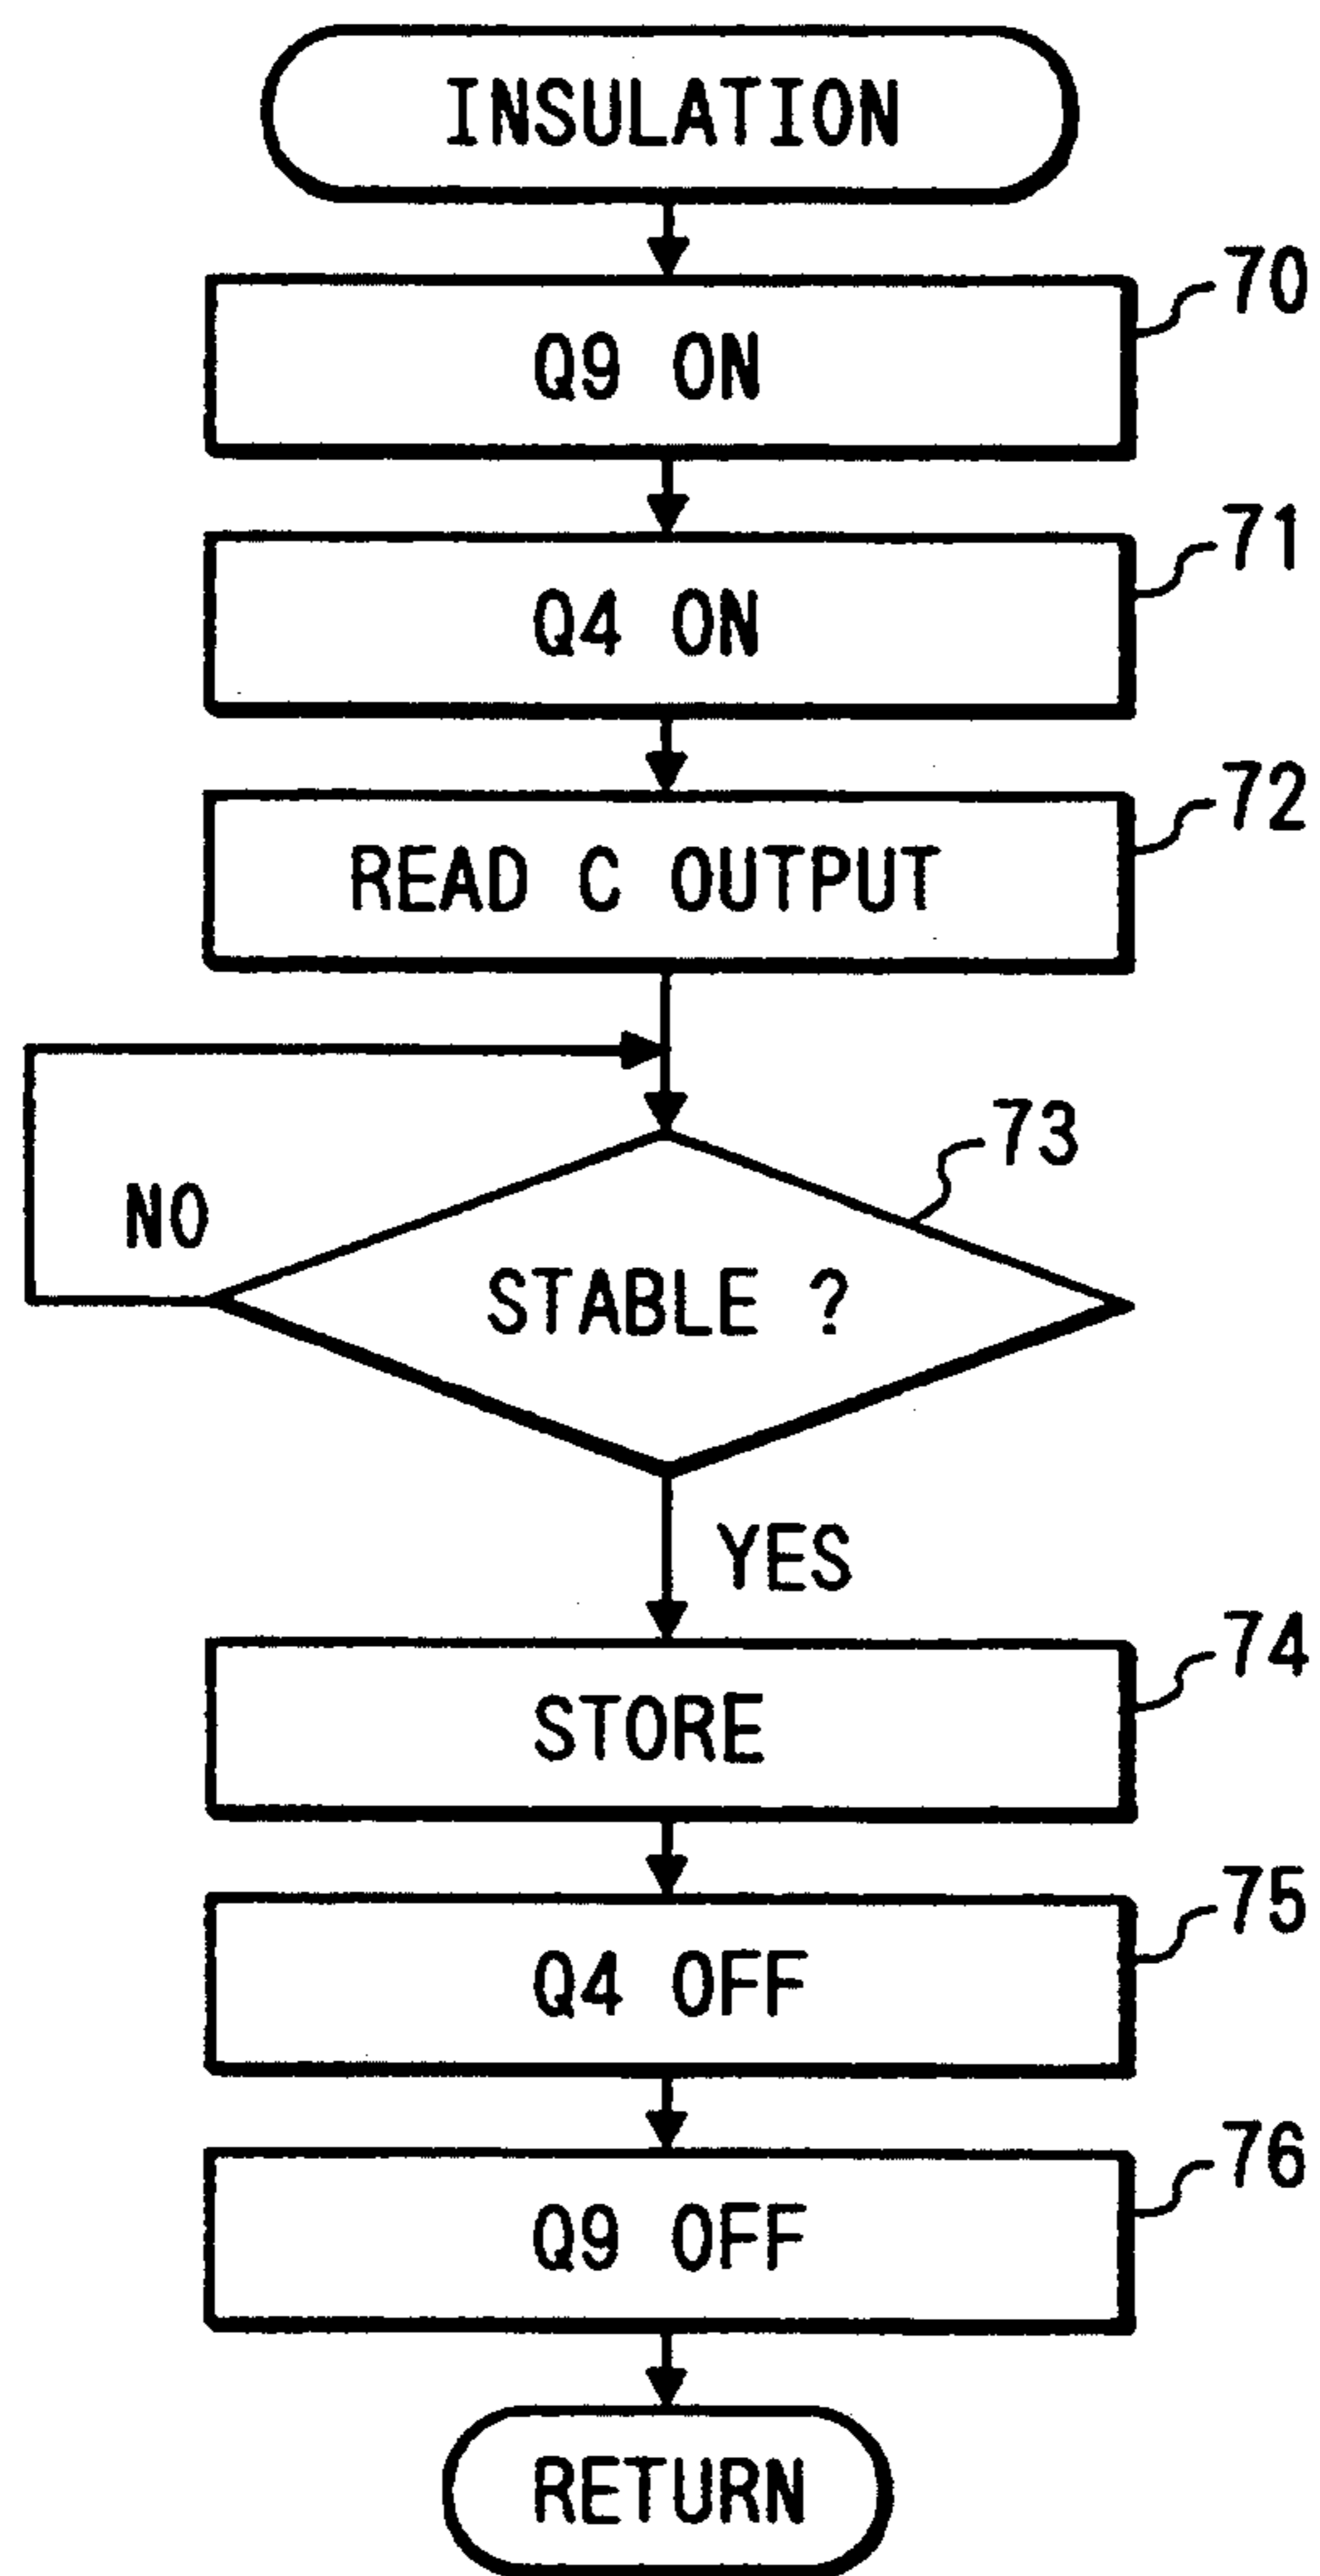 INSULATION
70
Q9 ON
71
Q4 ON
72
READ C OUTPUT
73
NO
STABLE ?
YES
74
STORE
75
Q4 OFF
76
Q9 OFF
RETURN